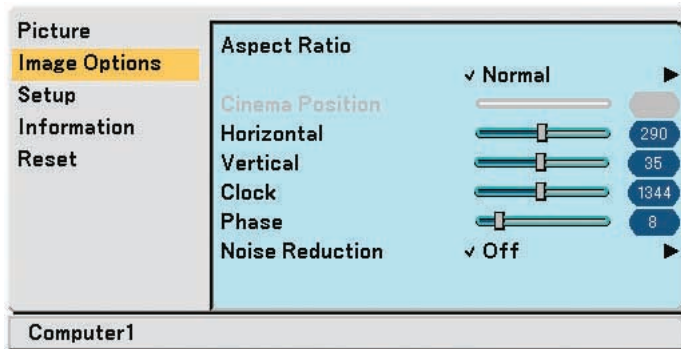 Picture
Image Options
Setup
Information
Reset
Aspect Ratio
✓ Normal ▶
Cinema Position
Horizontal 290
Vertical 35
Clock 1344
Phase 8
Noise Reduction ✓ Off ▶
Computer1